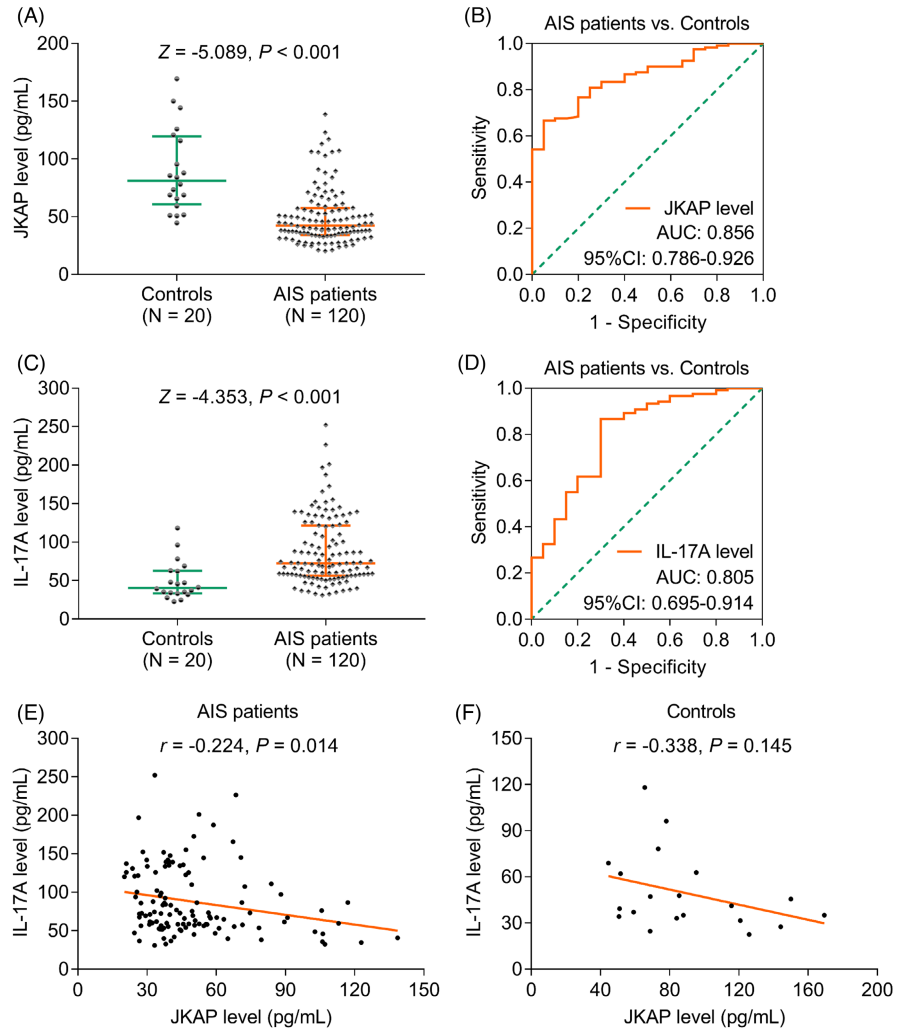 (A)
Z = -5.089, P < 0.001
JKAP level (pg/mL)
200
150
100
50
0
Controls
(N = 20)
AIS patients
(N = 120)
(B)
AIS patients vs. Controls
Sensitivity
1.0
0.8
0.6
0.4
0.2
0.0
JKAP level
AUC: 0.856
95%CI: 0.786-0.926
0.0 0.2 0.4 0.6 0.8 1.0
1 - Specificity
(C)
Z = -4.353, P < 0.001
IL-17A level (pg/mL)
300
250
200
150
100
50
0
Controls
(N = 20)
AIS patients
(N = 120)
(D)
AIS patients vs. Controls
Sensitivity
1.0
0.8
0.6
0.4
0.2
0.0
IL-17A level
AUC: 0.805
95%CI: 0.695-0.914
0.0 0.2 0.4 0.6 0.8 1.0
1 - Specificity
(E)
AIS patients
r = -0.224, P = 0.014
IL-17A level (pg/mL)
300
250
200
150
100
50
0
0 30 60 90 120 150
JKAP level (pg/mL)
(F)
Controls
r = -0.338, P = 0.145
IL-17A level (pg/mL)
150
120
90
60
30
0
0 40 80 120 160 200
JKAP level (pg/mL)